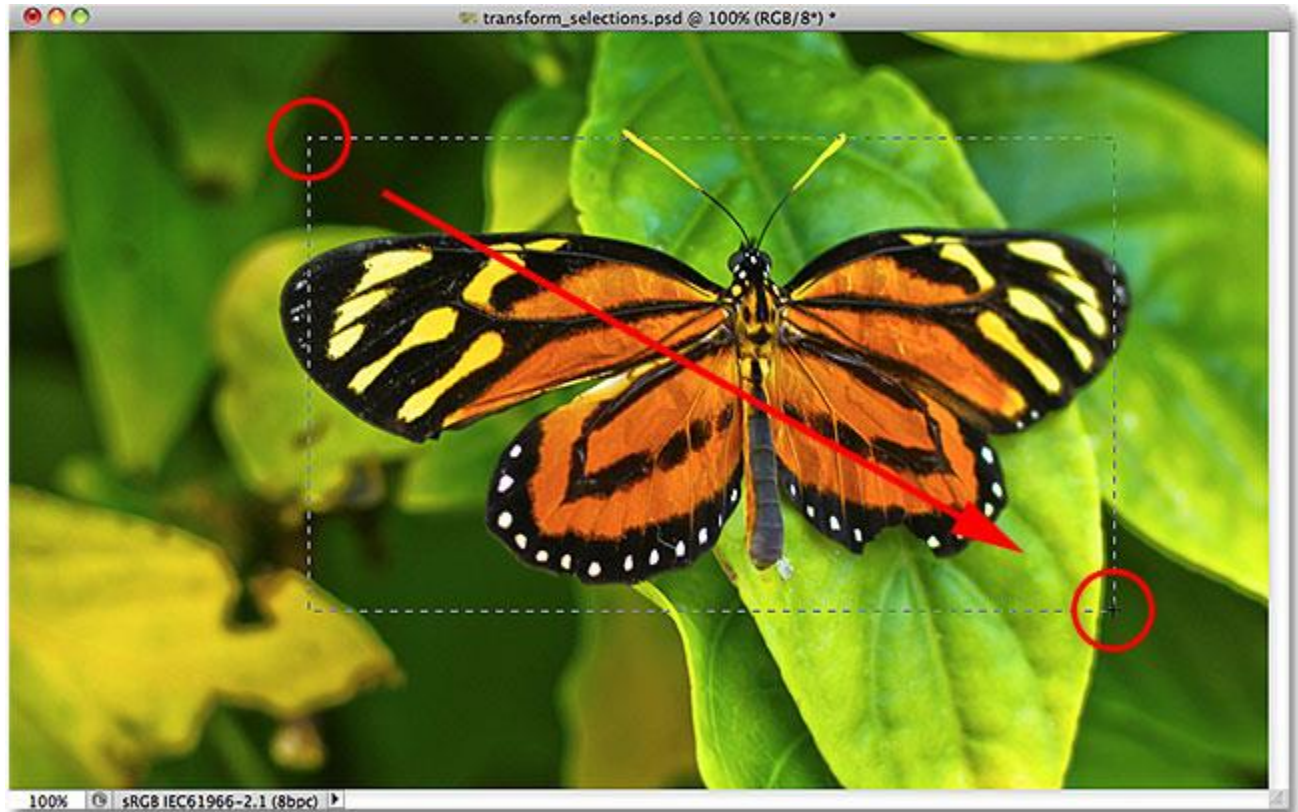 transform_selections.psd @ 100% (RGB/8*) *
100% sRGB IEC61966-2.1 (8bpc)